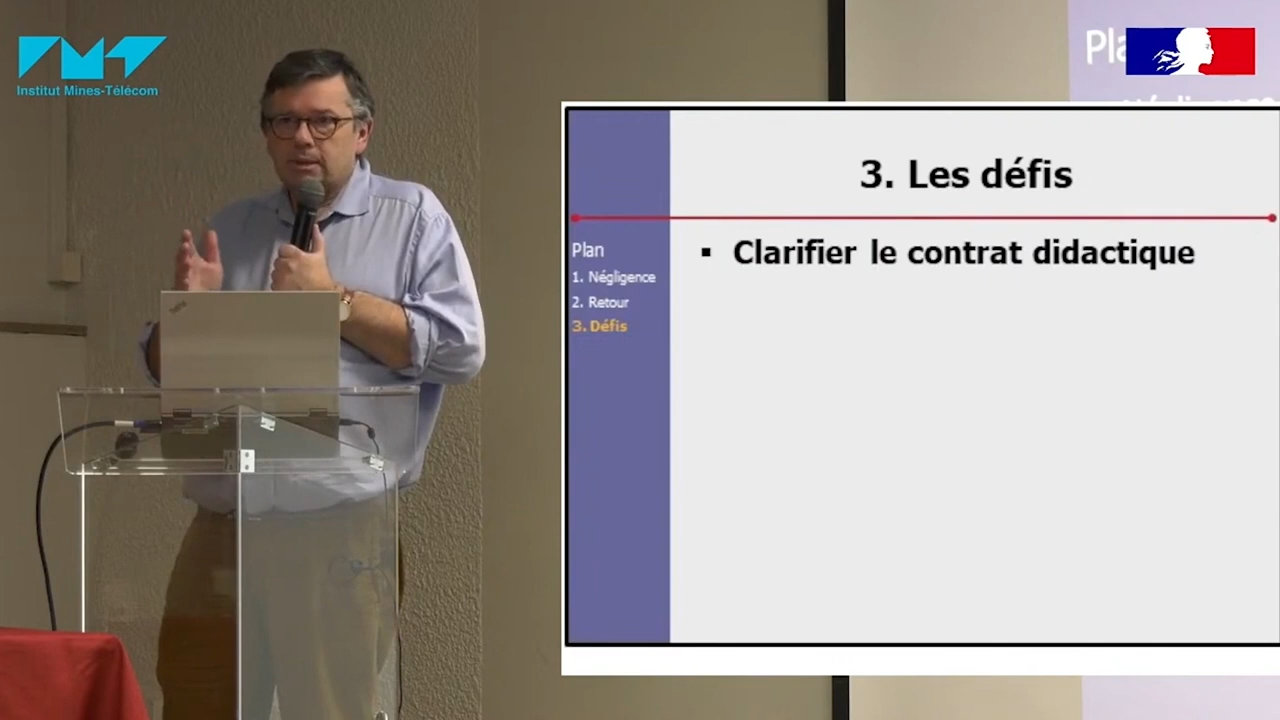 Institut Mines-Télécom
3. Les défis
Plan
1. Négligence
2. Retour
3. Défis
▪ Clarifier le contrat didactique